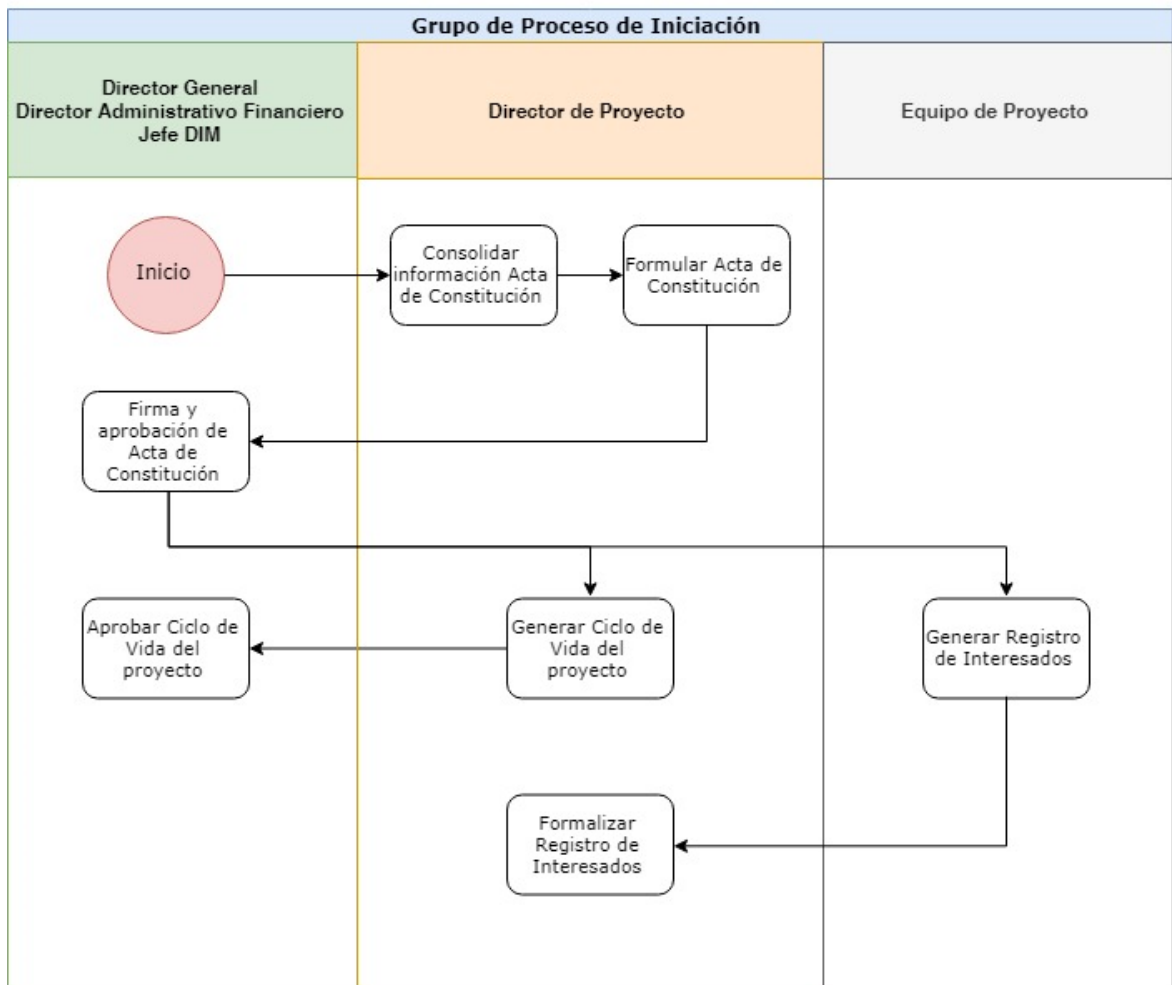 Grupo de Proceso de Iniciación
Director General
Director Administrativo Financiero
Jefe DIM
Director de Proyecto
Equipo de Proyecto
Inicio
Consolidar
información Acta
de Constitución
Formular Acta de
Constitución
Firma y
aprobación de
Acta de
Constitución
Aprobar Ciclo de
Vida del
proyecto
Generar Ciclo de
Vida del
proyecto
Generar Registro
de Interesados
Formalizar
Registro de
Interesados